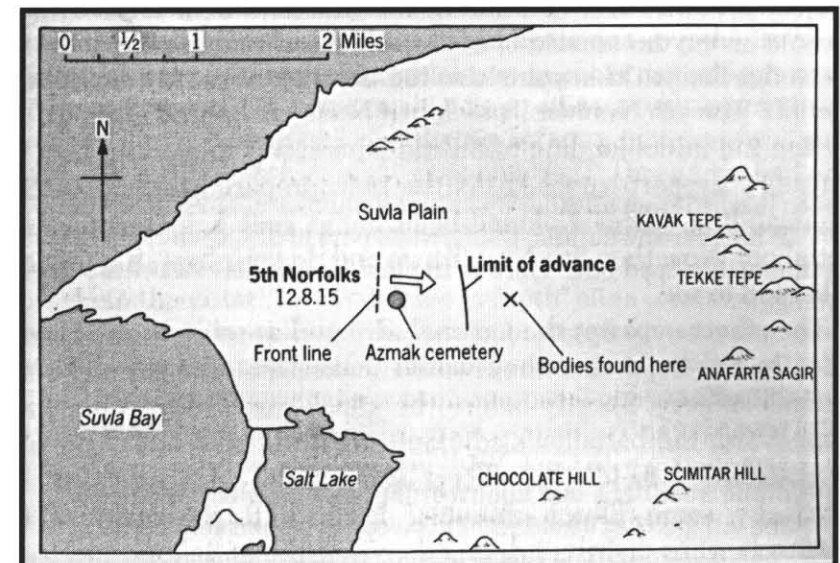 0 ½ 1 2 Miles
N
Suvla Plain
KAVAK TEPE
5th Norfolks
12.8.15
Limit of advance
TEKKE TEPE
Front line
Azmak cemetery
Bodies found here
ANAFARTA SAGIR
Suvla Bay
Salt Lake
CHOCOLATE HILL
SCIMITAR HILL